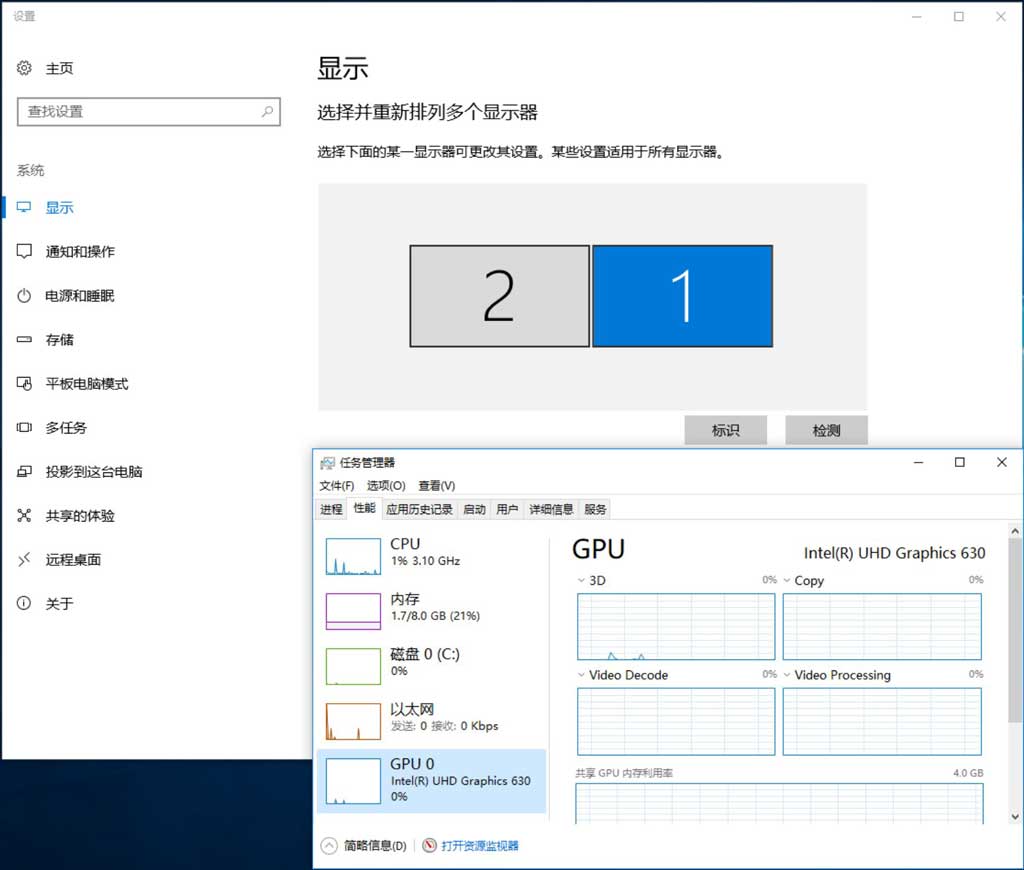 设置
主页
查找设置
系统
显示
通知和操作
电源和睡眠
存储
平板电脑模式
多任务
投影到这台电脑
共享的体验
远程桌面
关于
显示
选择并重新排列多个显示器
选择下面的某一显示器可更改其设置。某些设置适用于所有显示器。
2 1
标识 检测
任务管理器
文件(F) 选项(O) 查看(V)
进程 性能 应用历史记录 启动 用户 详细信息 服务
CPU
1% 3.10 GHz
内存
1.7/8.0 GB (21%)
磁盘 0 (C:)
0%
以太网
发送: 0 接收: 0 Kbps
GPU 0
Intel(R) UHD Graphics 630
0%
GPU Intel(R) UHD Graphics 630
3D 0% Copy 0%
Video Decode 0% Video Processing 0%
共享 GPU 内存利用率 4.0 GB
简略信息(D) 打开资源监视器